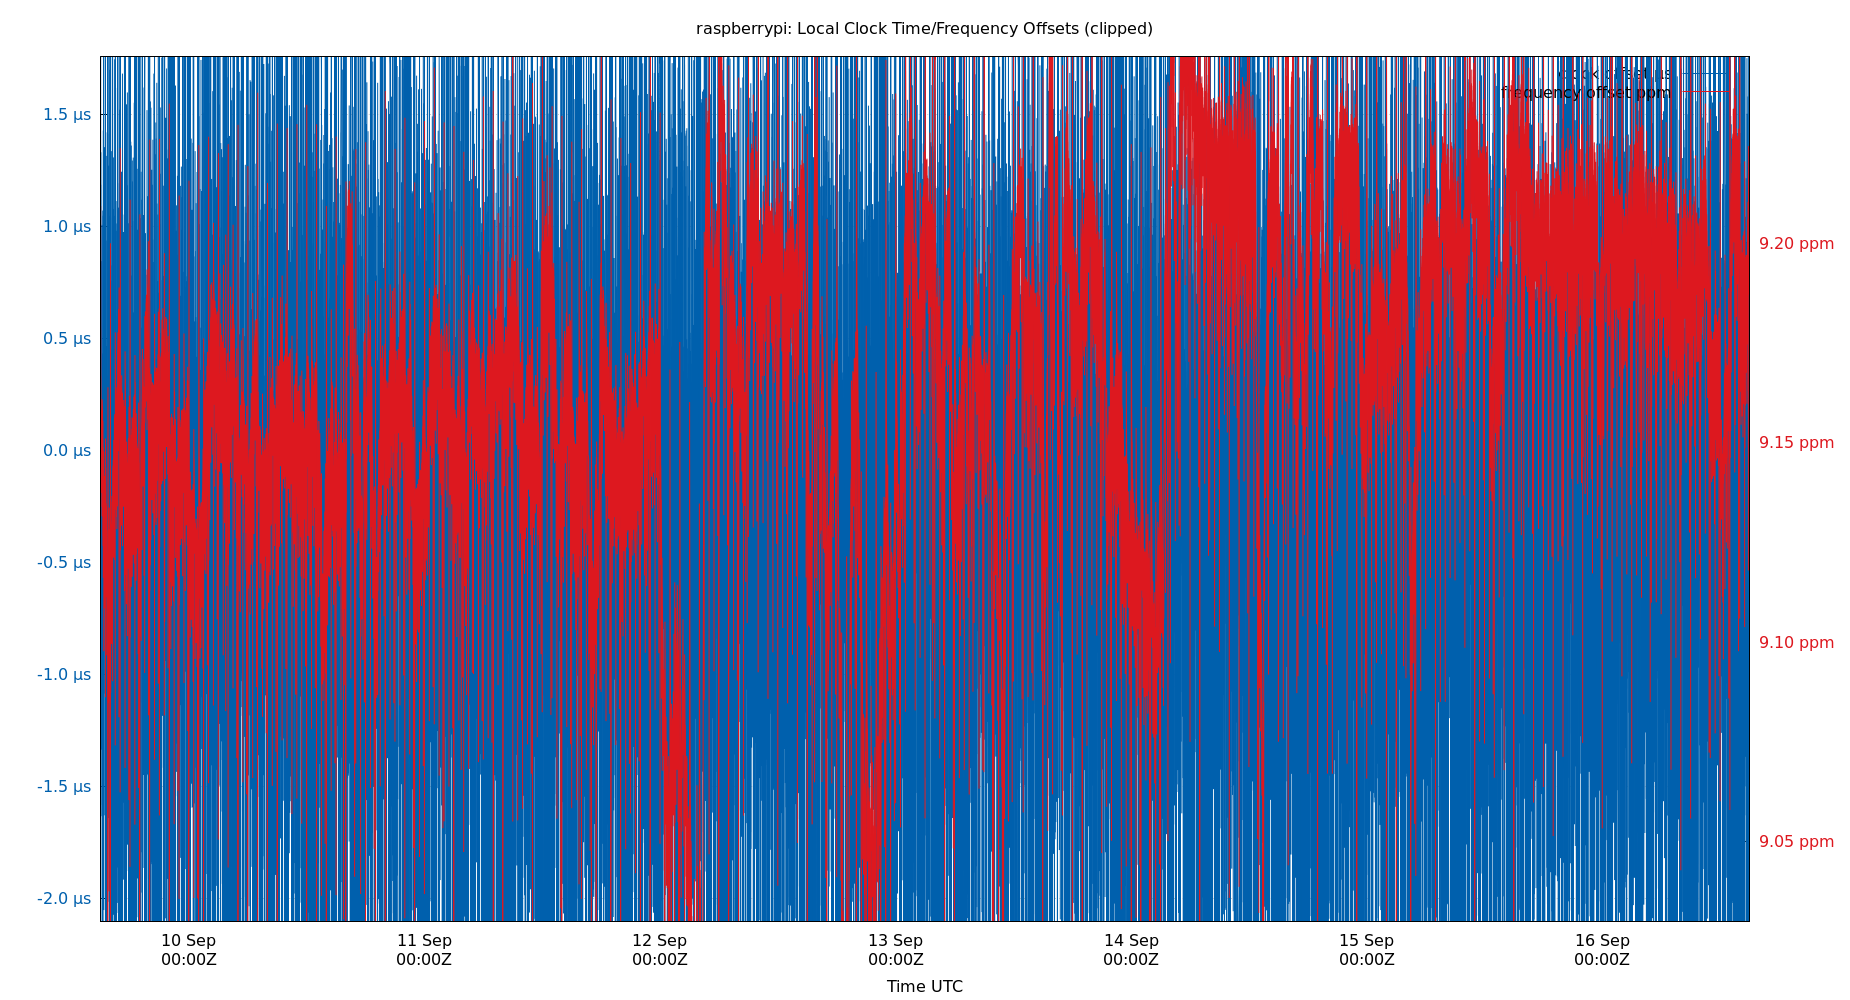 raspberrypi: Local Clock Time/Frequency Offsets (clipped)
clock offset µs
frequency offset ppm
1.5 µs
1.0 µs
0.5 µs
0.0 µs
-0.5 µs
-1.0 µs
-1.5 µs
-2.0 µs
9.20 ppm
9.15 ppm
9.10 ppm
9.05 ppm
10 Sep
00:00Z
11 Sep
00:00Z
12 Sep
00:00Z
13 Sep
00:00Z
14 Sep
00:00Z
15 Sep
00:00Z
16 Sep
00:00Z
Time UTC